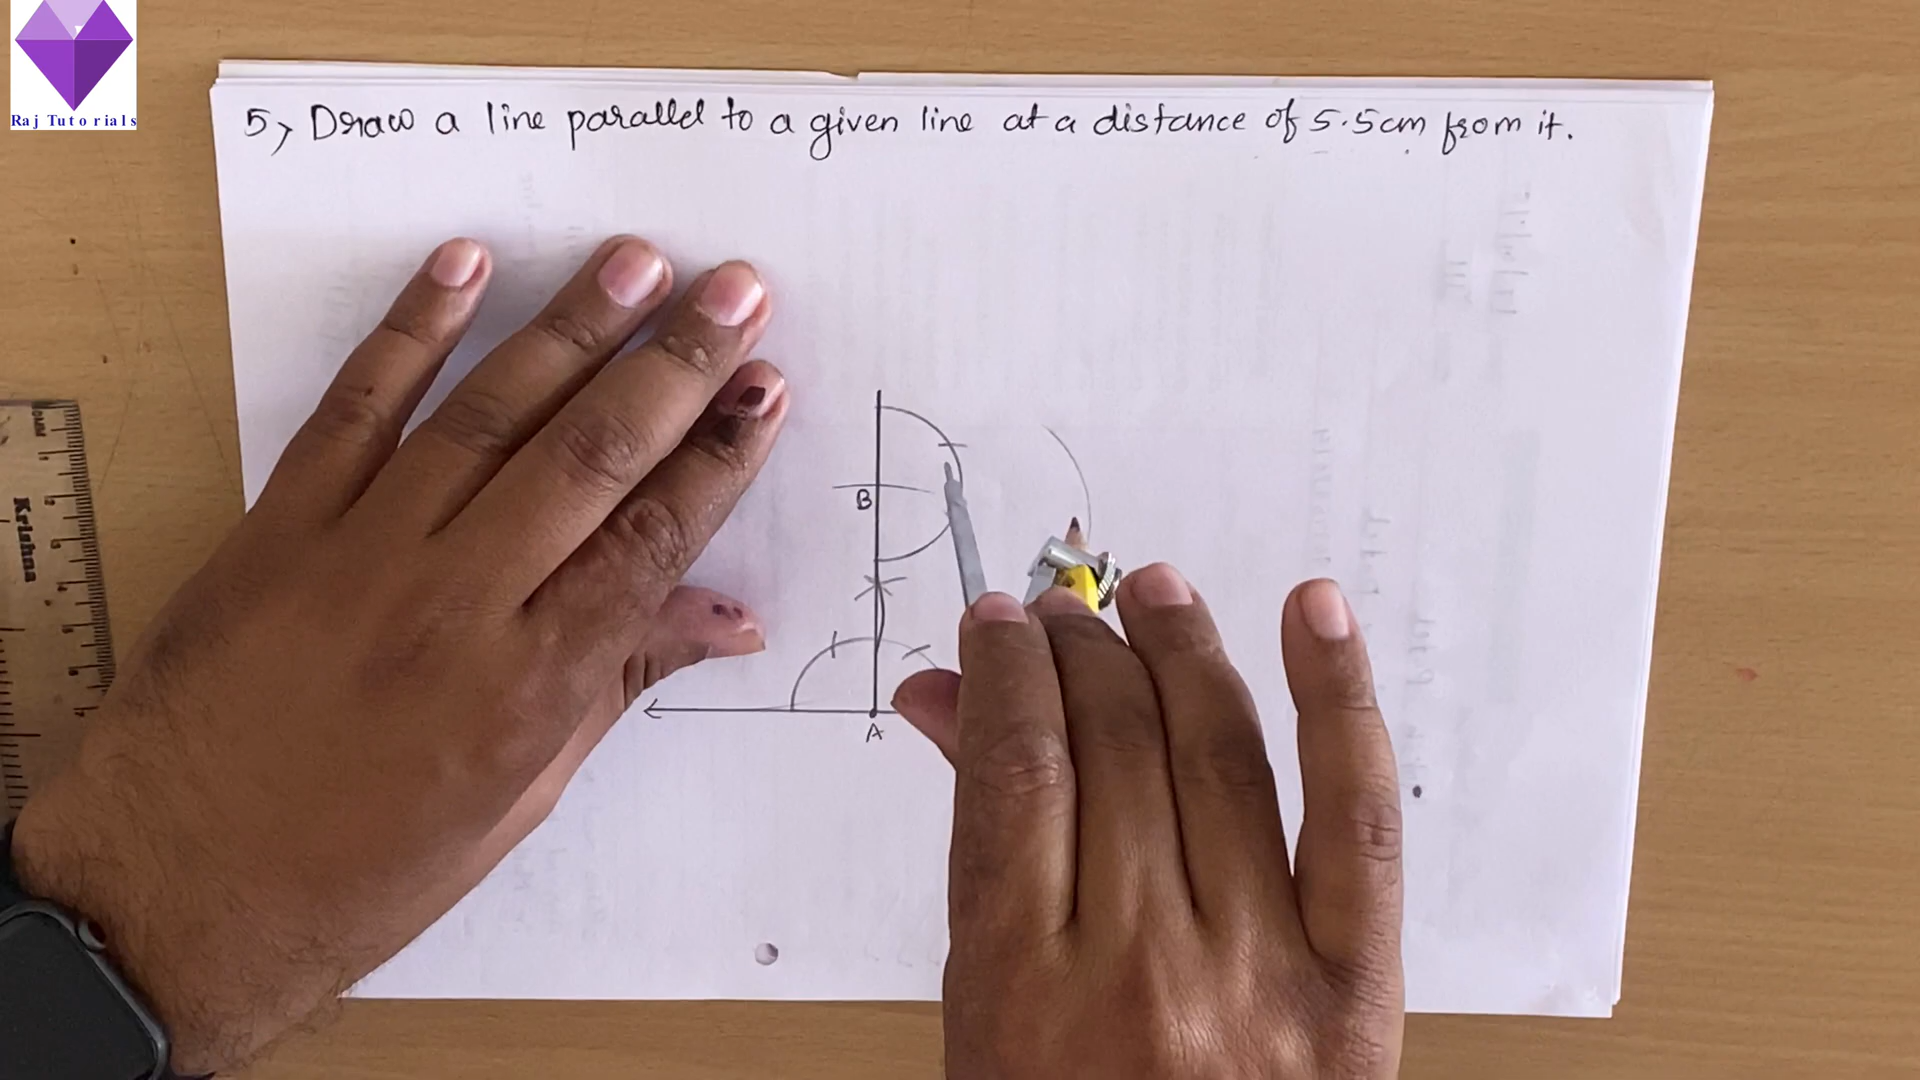 Raj Tutorials
5, Draw a line parallel to a given line at a distance of 5.5cm from it.
B
A
Krishna